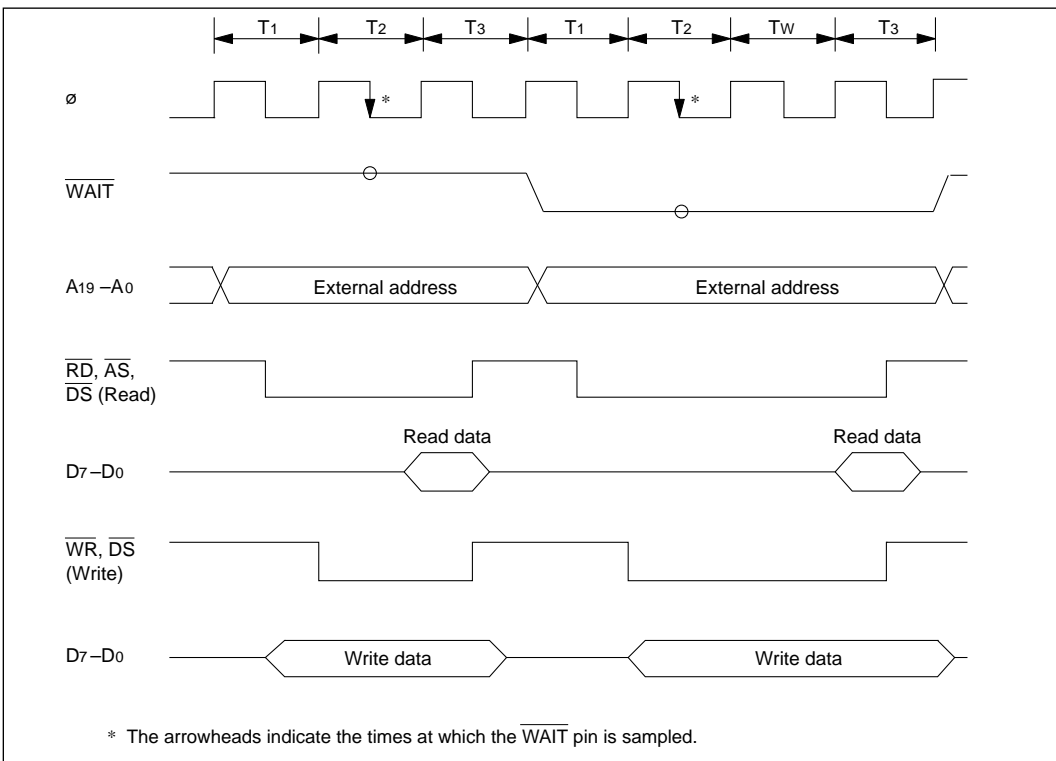 T1 T2 T3 T1 T2 TW T3
ø
* *
WAIT
A19–A0
External address External address
RD, AS,
DS (Read)
Read data Read data
D7–D0
WR, DS
(Write)
D7–D0
Write data Write data
* The arrowheads indicate the times at which the WAIT pin is sampled.